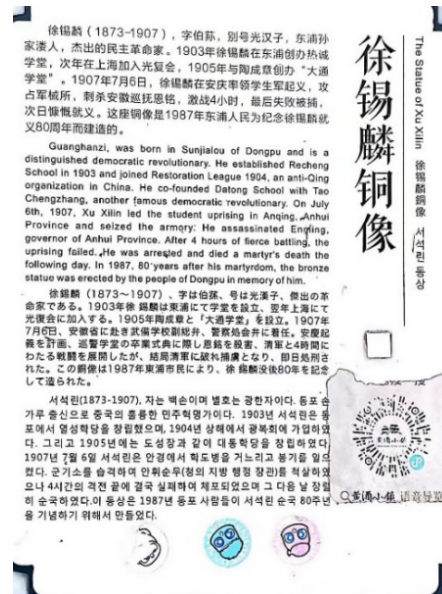 徐锡麟铜像
The Statue of Xu Xilin 徐錫麟銅像 서석린 동상
徐锡麟（1873-1907），字伯荪，别号光汉子，东浦孙
家溇人，杰出的民主革命家。1903年徐锡麟在东浦创办热诚
学堂，次年在上海加入光复会，1905年与陶成章创办“大通
学堂”。1907年7月6日，徐锡麟在安庆率领学生军起义，攻
占军械所，刺杀安徽巡抚恩铭，激战4小时，最后失败被捕，
次日慷慨就义。这座铜像是1987年东浦人民为纪念徐锡麟就
义80周年而建造的。
Guanghanzi, was born in Sunjialou of Dongpu and is a
distinguished democratic revolutionary. He established Recheng
School in 1903 and joined Restoration League 1904, an anti-Qing
organization in China. He co-founded Datong School with Tao
Chengzhang, another famous democratic revolutionary. On July
6th, 1907, Xu Xilin led the student uprising in Anqing, Anhui
Province and seized the armory: He assassinated Enqing,
governor of Anhui Province. After 4 hours of fierce battling, the
uprising failed. He was arrested and died a martyr's death the
following day. In 1987, 80 years after his martyrdom, the bronze
statue was erected by the people of Dongpu in memory of him.
徐錫麟（1873～1907）、字は伯蓀、号は光漢子、傑出の革
命家である。1903年 徐錫麟は東浦にて学堂を設立、翌年上海にて
光復会に加入する。1905年陶成章と「大通学堂」を設立。1907年
7月6日、安徽省に赴き武備学校副総弁、警察処会弁に着任。安慶起
義を計画、巡警学堂の卒業式典に際し恩銘を殺害、清軍と4時間に
わたる戦闘を展開したが、結局清軍に破れ捕虜となり、即日処刑さ
れた。この銅像は1987年東浦市民により、徐錫麟没後80年を記念し
て造られた。
서석린(1873-1907), 자는 백손이며 별호는 광한자이다. 동포 손
가루 출신으로 중국의 훌륭한 민주혁명가이다. 1903년 서석린은 동
포에서 열성학당을 창립했으며, 1904년 상해에서 광복회에 가입하였
다. 그리고 1905년에는 도성장과 같이 대통학당을 창립하였다.
1907년 7월 6일 서석린은 안경에서 학도병을 거느리고 봉기를 일으
켰다. 군기소를 습격하여 안휘순무(청의 지방 행정 장관)를 척살하였
으나 4시간의 격전 끝에 결국 실패하여 체포되었으며 그 다음 날 장렬
히 순국하였다.이 동상은 1987년 동포 사람들이 서석린 순국 80주년
을 기념하기 위해서 만들었다.
黄酒小镇 语音导览